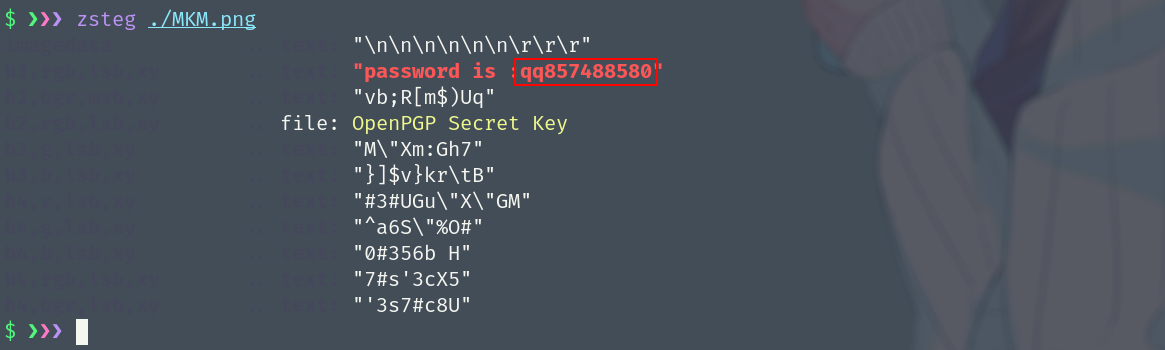 $ ❯❯❯ zsteg ./MKM.png
"\n\n\n\n\n\n\r\r\r"
"password is :qq857488580"
"vb;R[m$)Uq"
file: OpenPGP Secret Key
"M\"Xm:Gh7"
"}]$v}kr\tB"
"#3#UGu\"X\"GM"
"^a6S\"%O#"
"0#356b H"
"7#s'3cX5"
"'3s7#c8U"
$ ❯❯❯